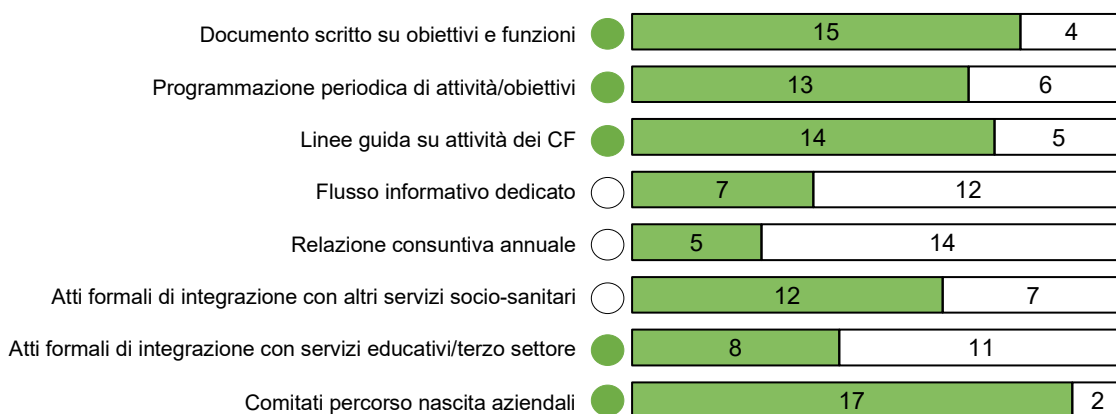 Documento scritto su obiettivi e funzioni 15 4
Programmazione periodica di attività/obiettivi 13 6
Linee guida su attività dei CF 14 5
Flusso informativo dedicato 7 12
Relazione consuntiva annuale 5 14
Atti formali di integrazione con altri servizi socio-sanitari 12 7
Atti formali di integrazione con servizi educativi/terzo settore 8 11
Comitati percorso nascita aziendali 17 2